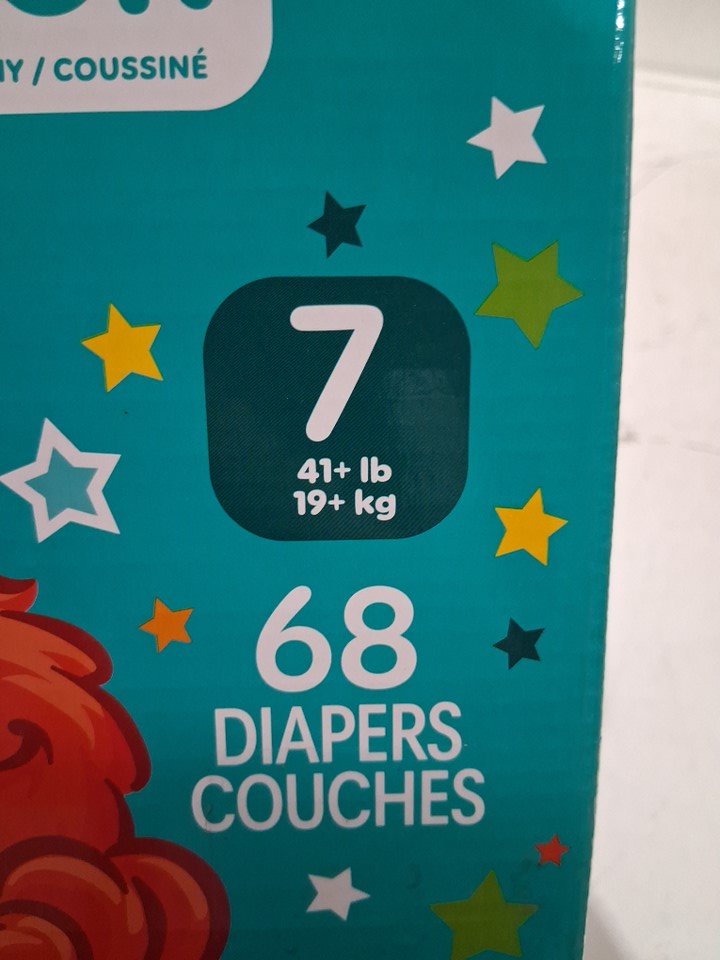 / COUSSINÉ
7
41+ lb
19+ kg
68
DIAPERS
COUCHES